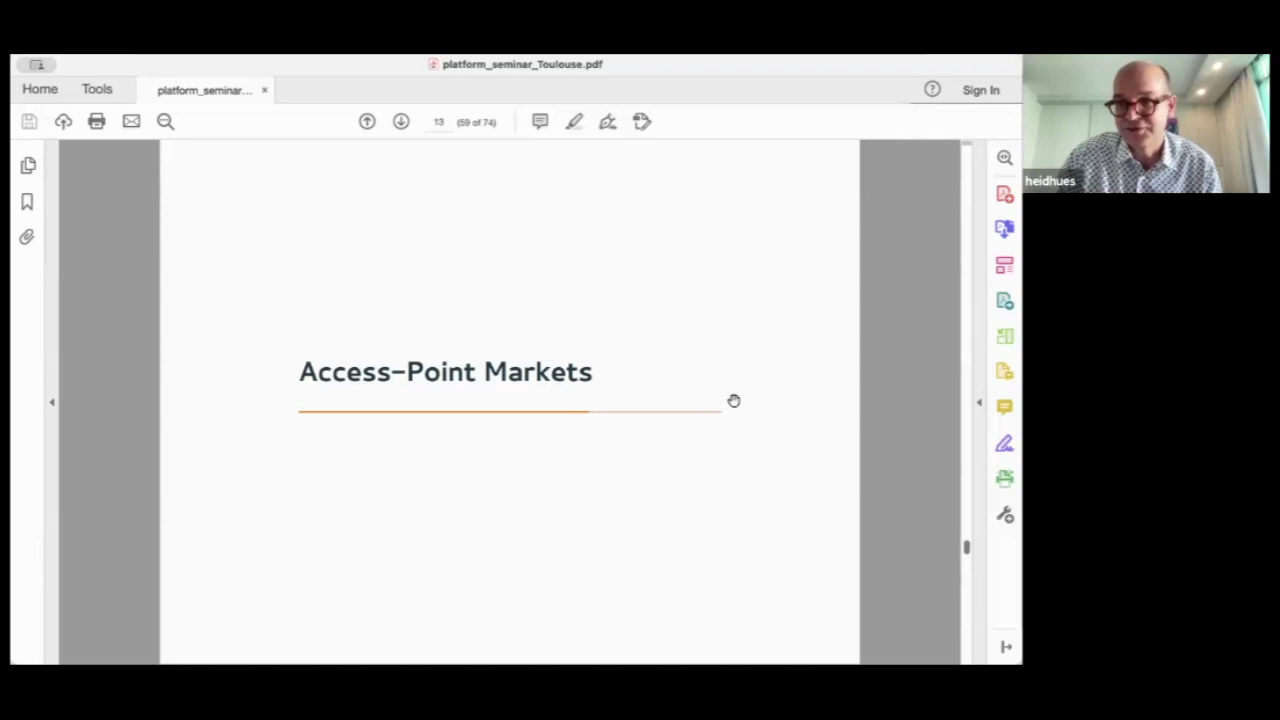 platform_seminar_Toulouse.pdf
Home
Tools
platform_seminar... ×
Sign In
13 (59 of 74)
heidhues
Access-Point Markets